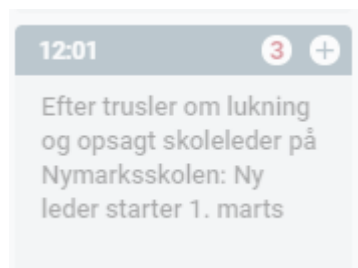 12:01 3 +
Efter trusler om lukning
og opsagt skoleleder på
Nymarksskolen: Ny
leder starter 1. marts